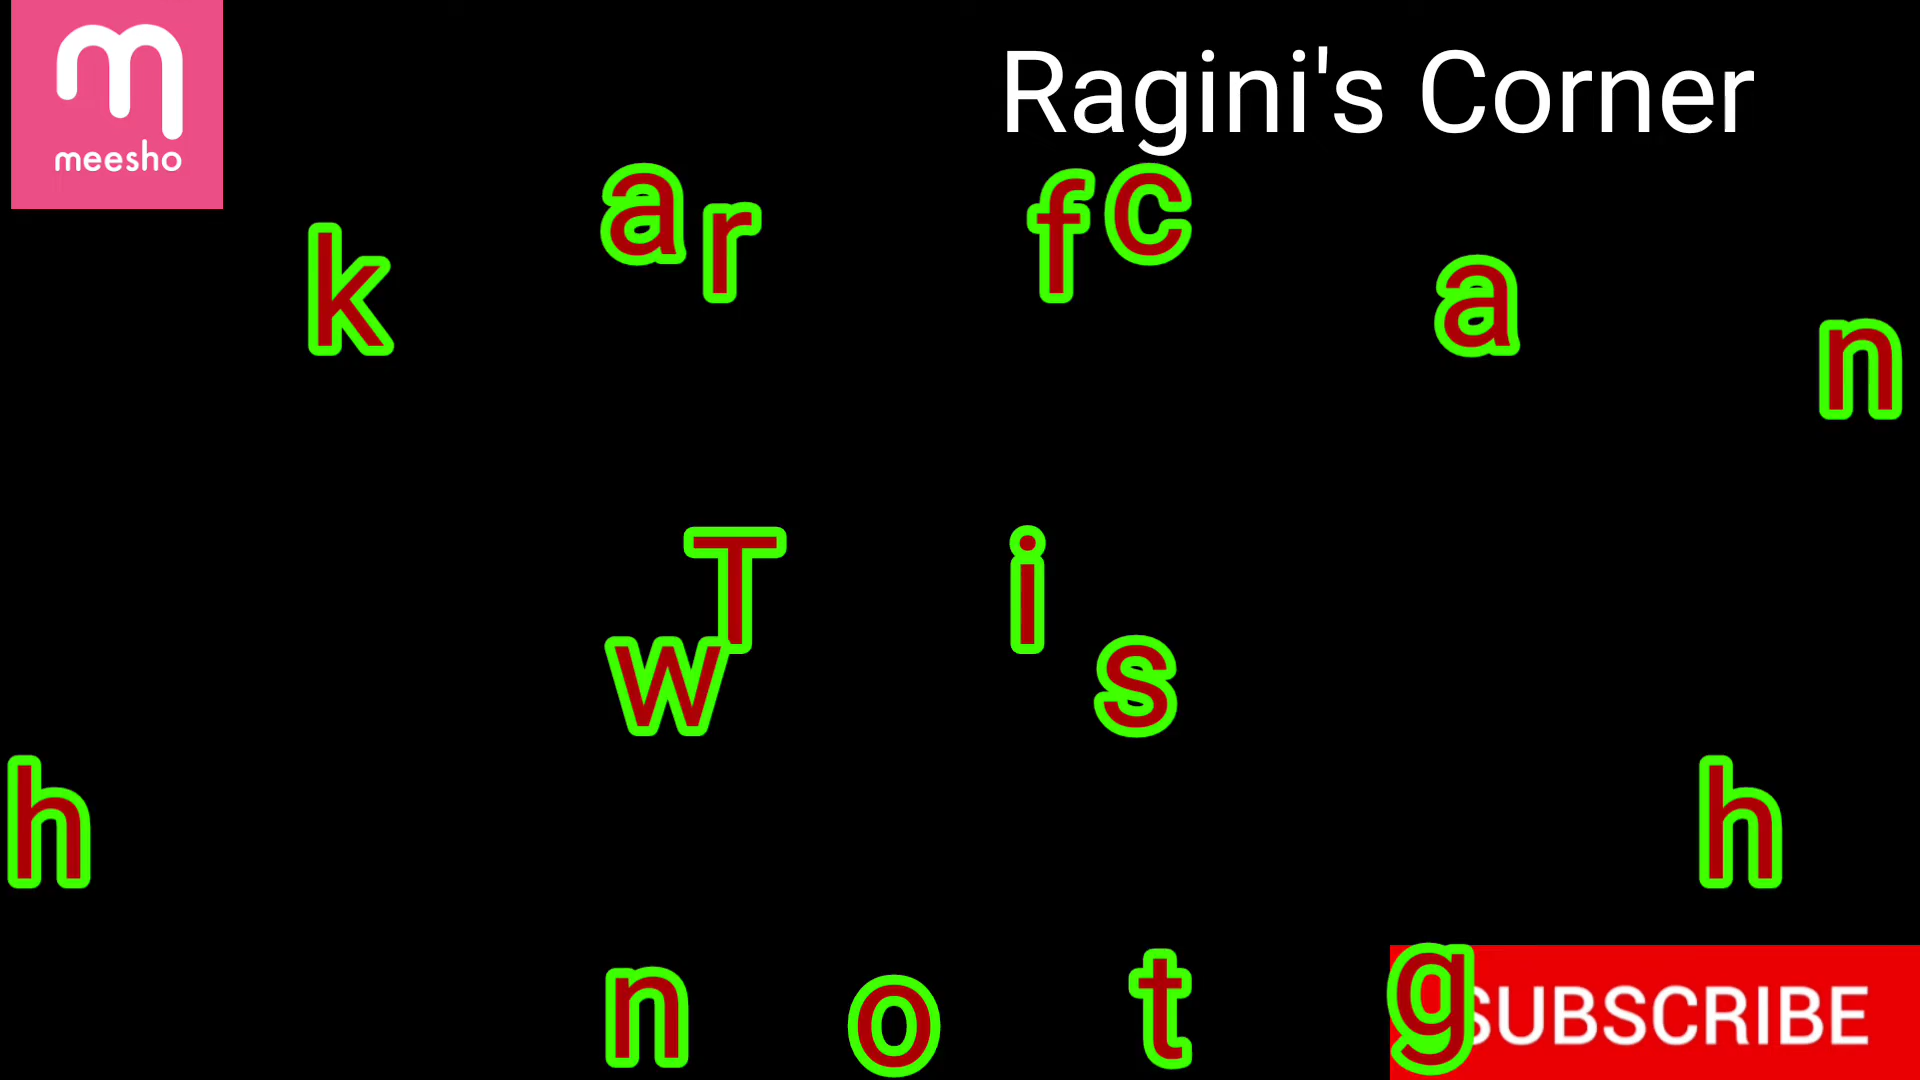 meesho
Ragini's Corner
k a r f c a n
T i
w s
h h
n o t g
SUBSCRIBE